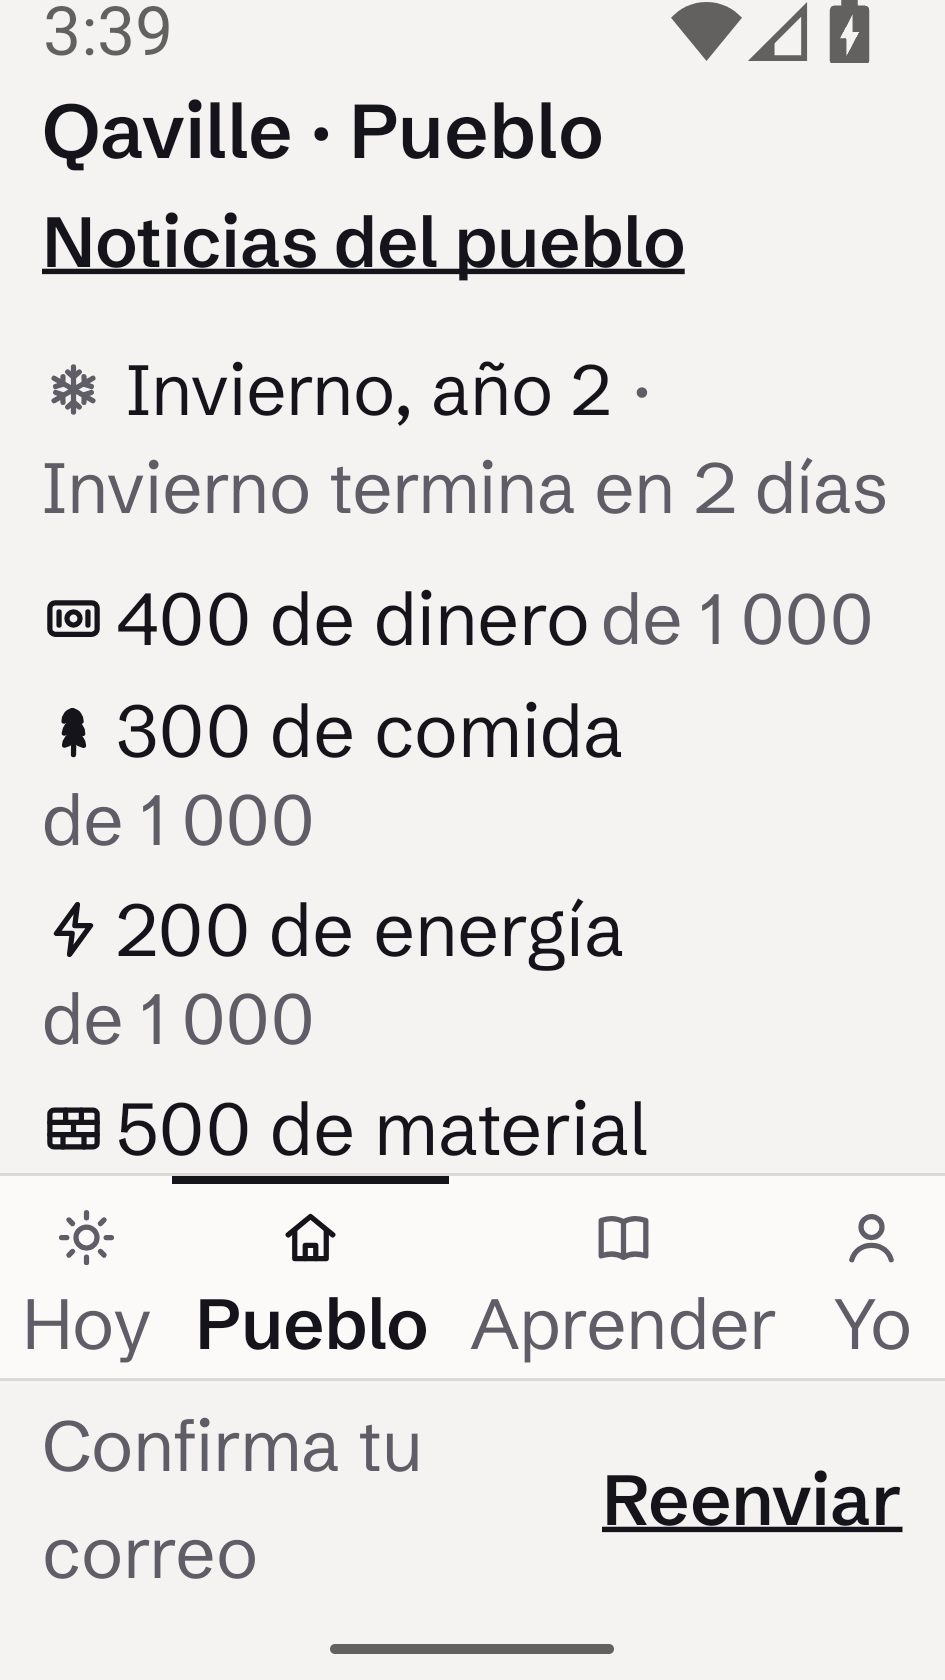 3:39
Qaville · Pueblo
Noticias del pueblo
Invierno, año 2 ·
Invierno termina en 2 días
400 de dinero de 1 000
300 de comida
de 1 000
200 de energía
de 1 000
500 de material
Hoy Pueblo Aprender Yo
Confirma tu
correo
Reenviar